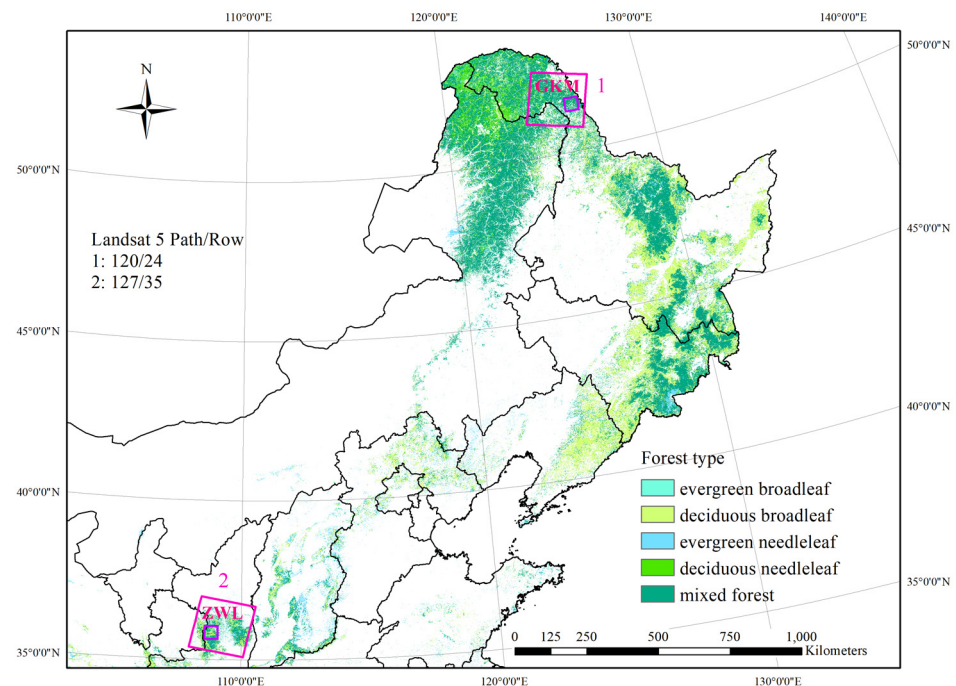 110°0'0"E 120°0'0"E 130°0'0"E 140°0'0"E
50°0'0"N
N
GKM 1
50°0'0"N
45°0'0"N
Landsat 5 Path/Row
1: 120/24
2: 127/35
45°0'0"N
40°0'0"N
Forest type
evergreen broadleaf
40°0'0"N
deciduous broadleaf
evergreen needleleaf
deciduous needleleaf
35°0'0"N
mixed forest
2
ZWL
0 125 250 500 750 1,000
Kilometers
35°0'0"N
110°0'0"E 120°0'0"E 130°0'0"E